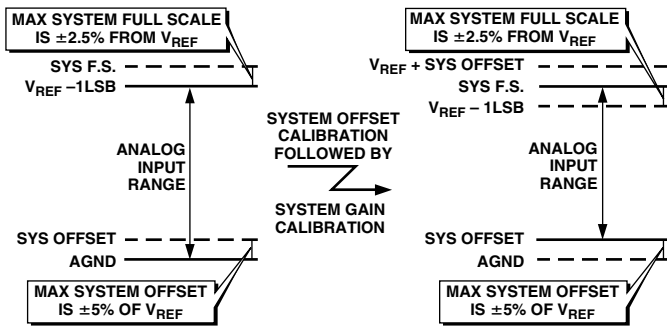 MAX SYSTEM FULL SCALE
IS ±2.5% FROM VREF
SYS F.S.
VREF –1LSB
ANALOG
INPUT
RANGE
SYS OFFSET
AGND
MAX SYSTEM OFFSET
IS ±5% OF VREF
SYSTEM OFFSET
CALIBRATION
FOLLOWED BY
SYSTEM GAIN
CALIBRATION
MAX SYSTEM FULL SCALE
IS ±2.5% FROM VREF
VREF + SYS OFFSET
SYS F.S.
VREF – 1LSB
ANALOG
INPUT
RANGE
SYS OFFSET
AGND
MAX SYSTEM OFFSET
IS ±5% OF VREF